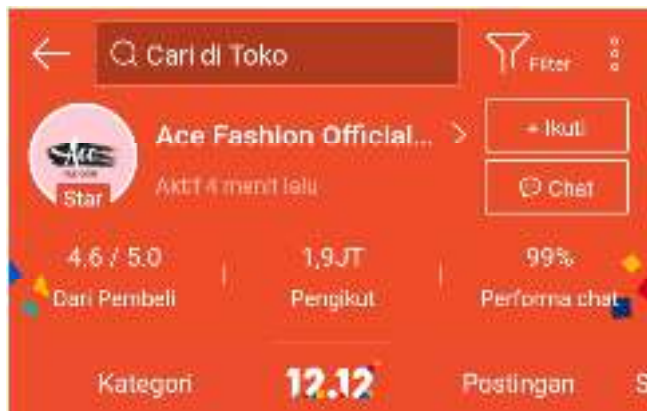 Cari di Toko
Filter
Ace Fashion Official...
+ Ikuti
Star
Aktif 4 menit lalu
Chat
4.6 / 5.0
1,9JT
99%
Dari Pembeli
Pengikut
Performa chat
Kategori
12.12
Postingan
S